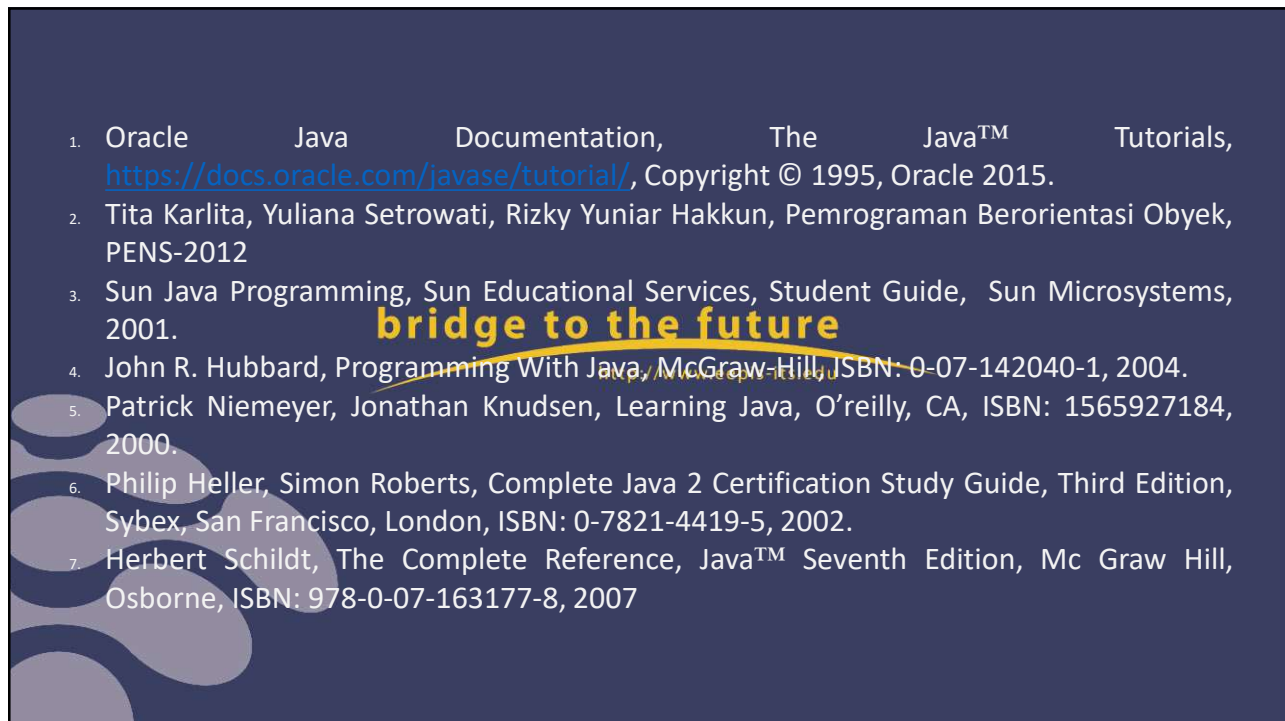 1. Oracle Java Documentation, The Java™ Tutorials,
https://docs.oracle.com/javase/tutorial/, Copyright © 1995, Oracle 2015.
2. Tita Karlita, Yuliana Setrowati, Rizky Yuniar Hakkun, Pemrograman Berorientasi Obyek,
PENS-2012
3. Sun Java Programming, Sun Educational Services, Student Guide, Sun Microsystems,
2001.
bridge to the future
4. John R. Hubbard, Programming With Java, McGraw-Hill, ISBN: 0-07-142040-1, 2004.
http://www.eepis-its.edu
5. Patrick Niemeyer, Jonathan Knudsen, Learning Java, O’reilly, CA, ISBN: 1565927184,
2000.
6. Philip Heller, Simon Roberts, Complete Java 2 Certification Study Guide, Third Edition,
Sybex, San Francisco, London, ISBN: 0-7821-4419-5, 2002.
7. Herbert Schildt, The Complete Reference, Java™ Seventh Edition, Mc Graw Hill,
Osborne, ISBN: 978-0-07-163177-8, 2007